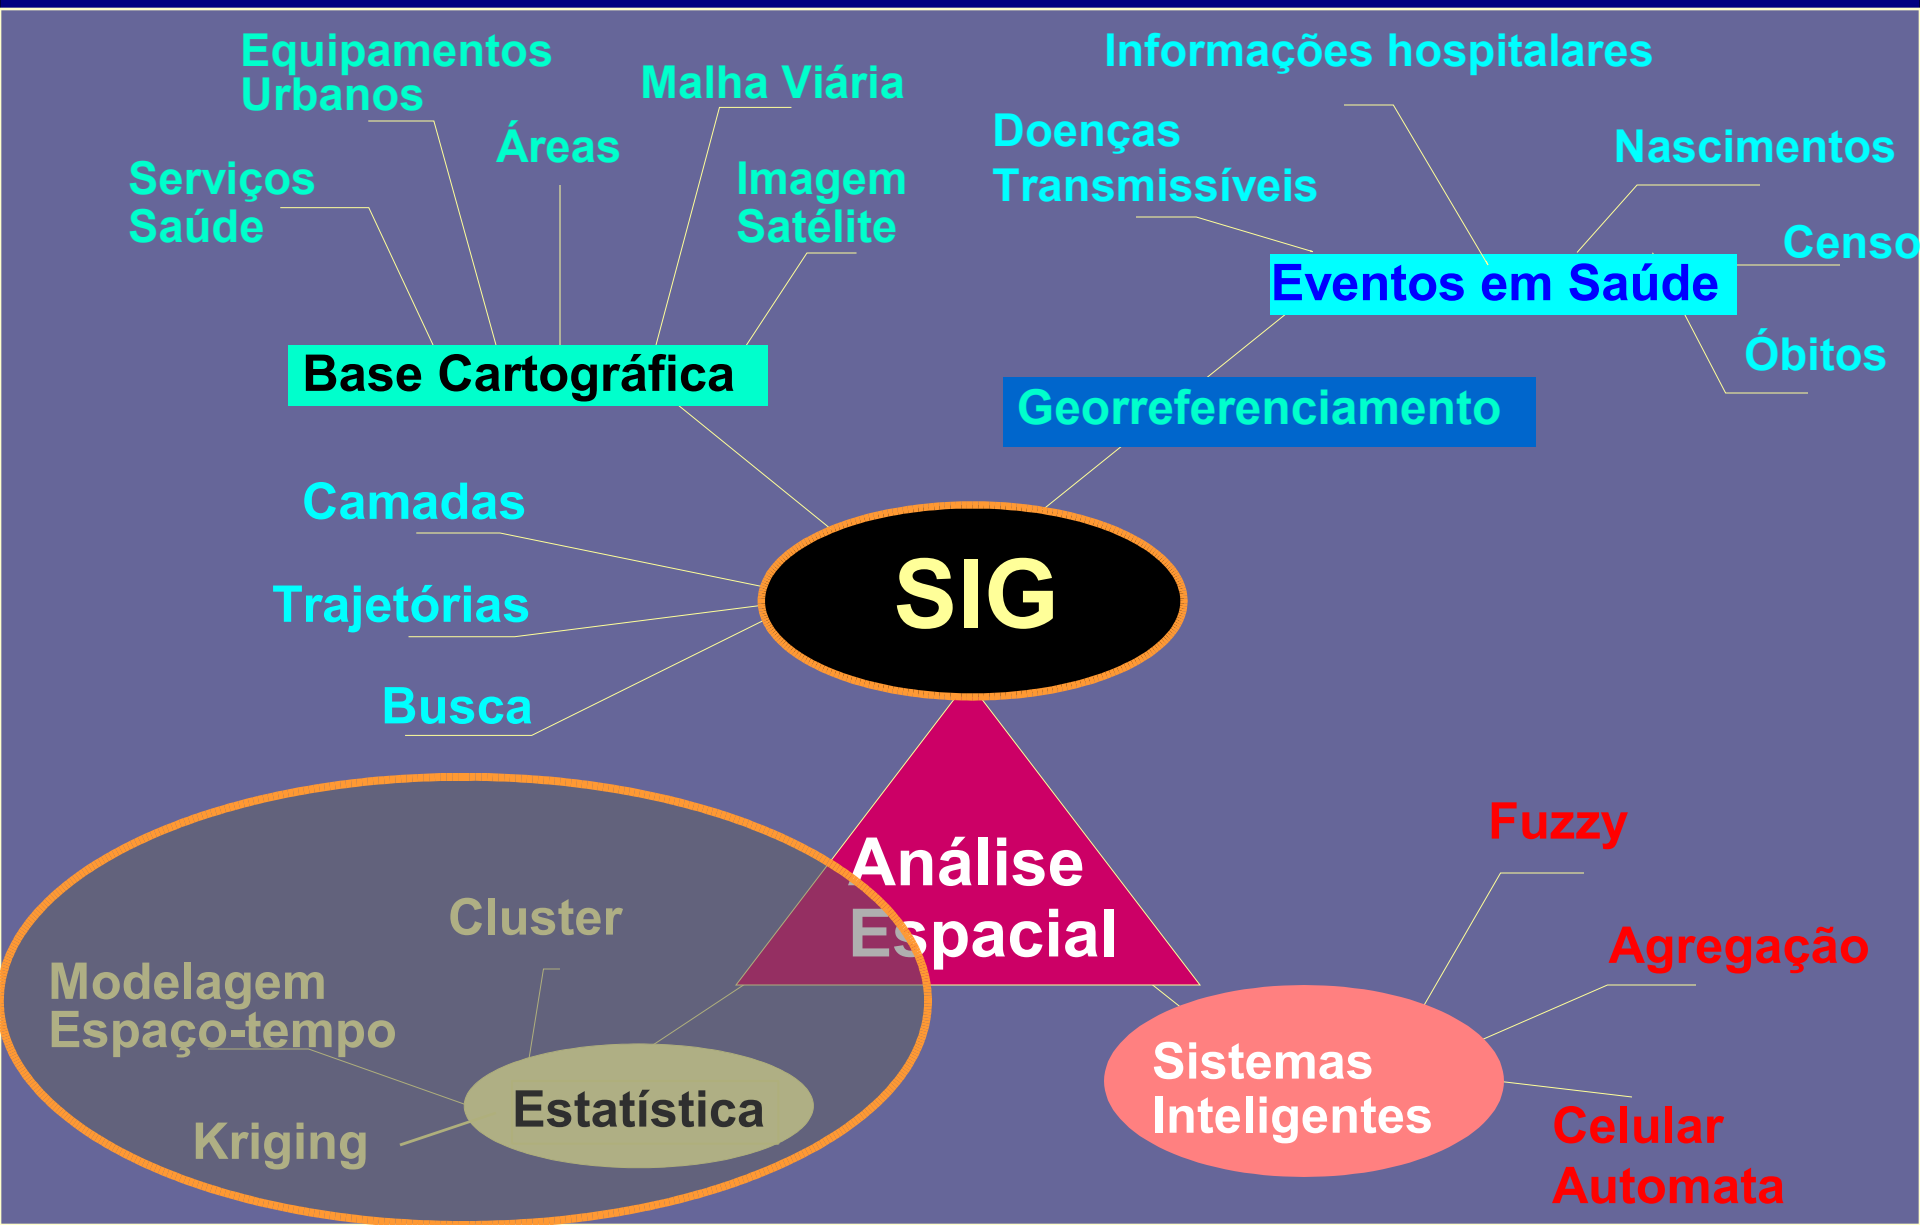 Equipamentos
Urbanos
Malha Viária
Áreas
Serviços
Saúde
Imagem
Satélite
Base Cartográfica
Informações hospitalares
Doenças
Transmissíveis
Nascimentos
Censo
Eventos em Saúde
Óbitos
Georreferenciamento
Camadas
Trajetórias
Busca
SIG
Análise
Espacial
Cluster
Modelagem
Espaço-tempo
Kriging
Estatística
Fuzzy
Agregação
Sistemas
Inteligentes
Celular
Automata